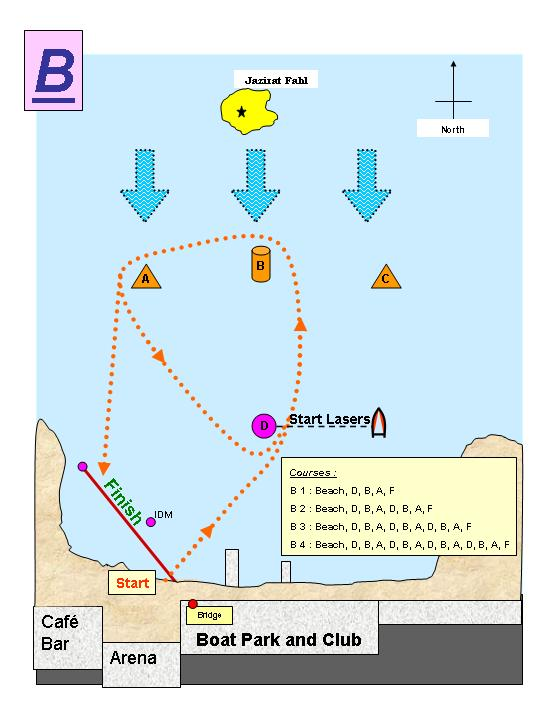 B
Jazirat Fahl
North
B
A
C
D
Start Lasers
Courses :
B 1 : Beach, D, B, A, F
B 2 : Beach, D, B, A, D, B, A, F
B 3 : Beach, D, B, A, D, B, A, D, B, A, F
B 4 : Beach, D, B, A, D, B, A, D, B, A, D, B, A, F
Finish
IDM
Start
Bridge
Café
Bar
Arena
Boat Park and Club